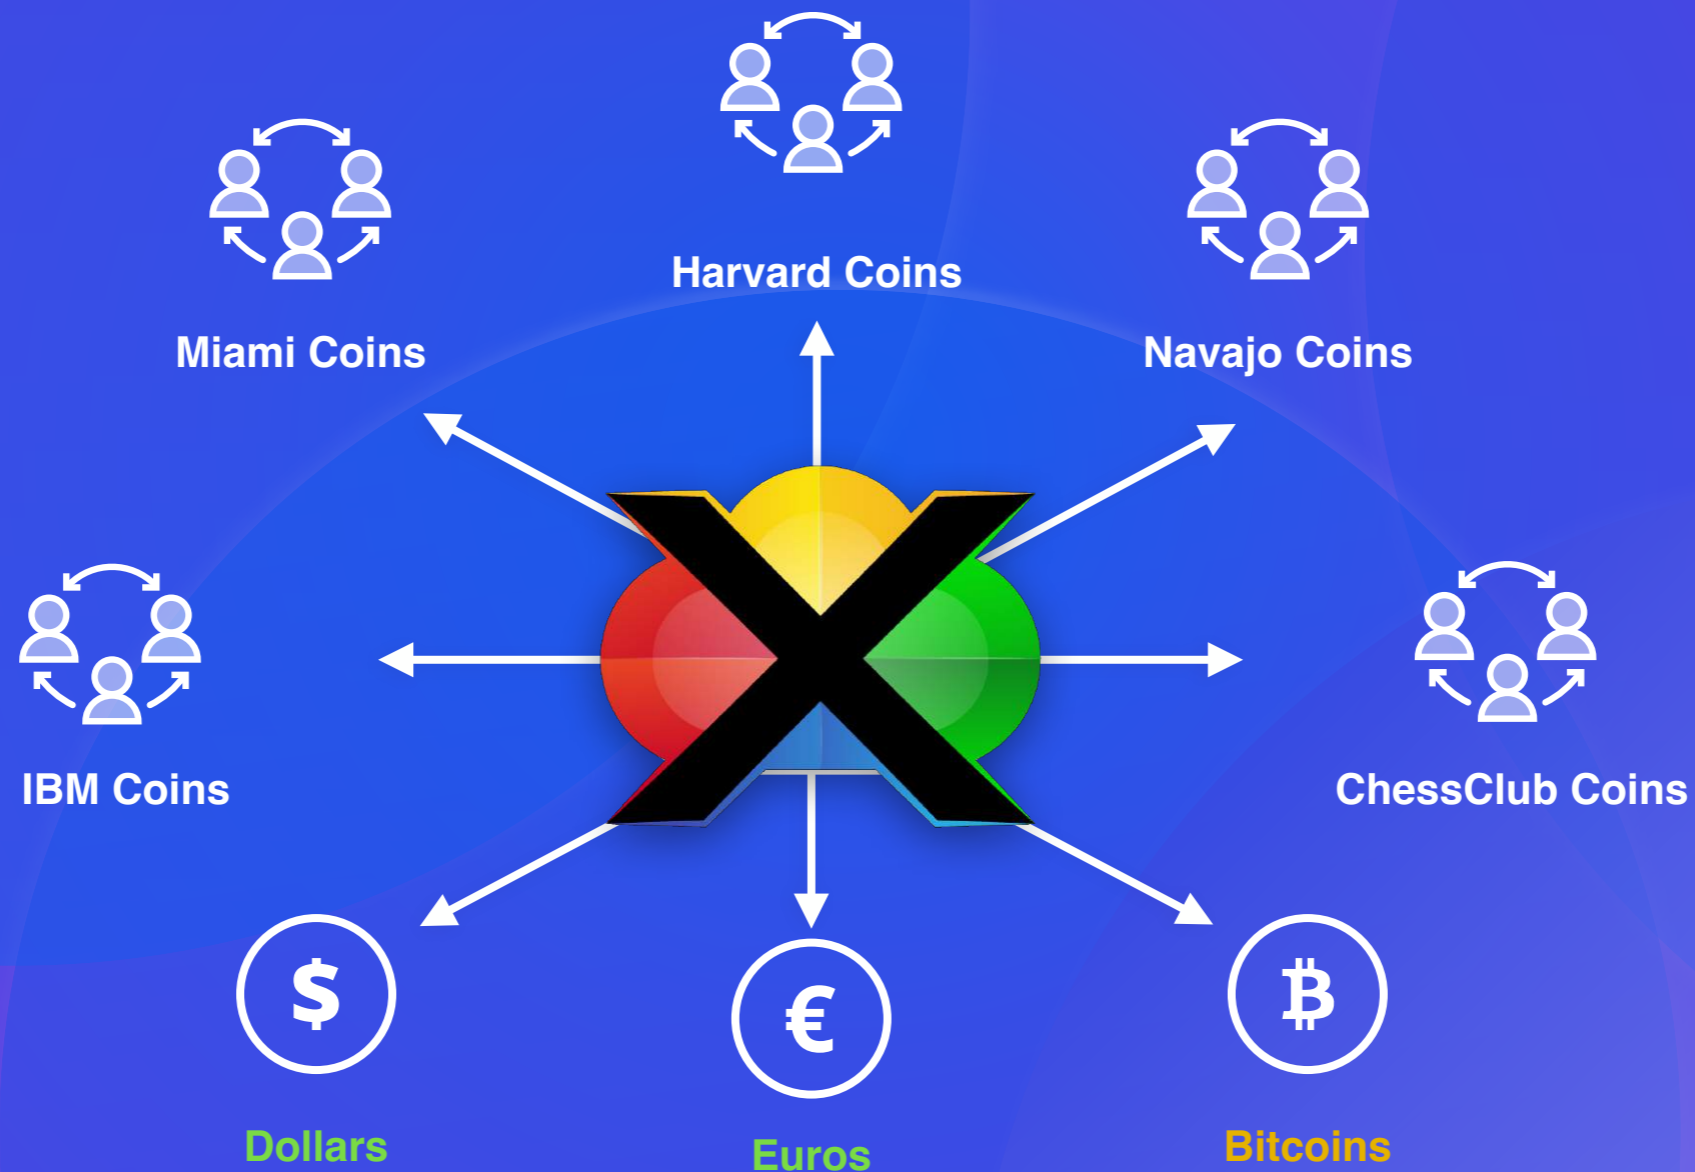 Harvard Coins
Miami Coins
Navajo Coins
X
IBM Coins
ChessClub Coins
$
€
₿
Dollars
Euros
Bitcoins